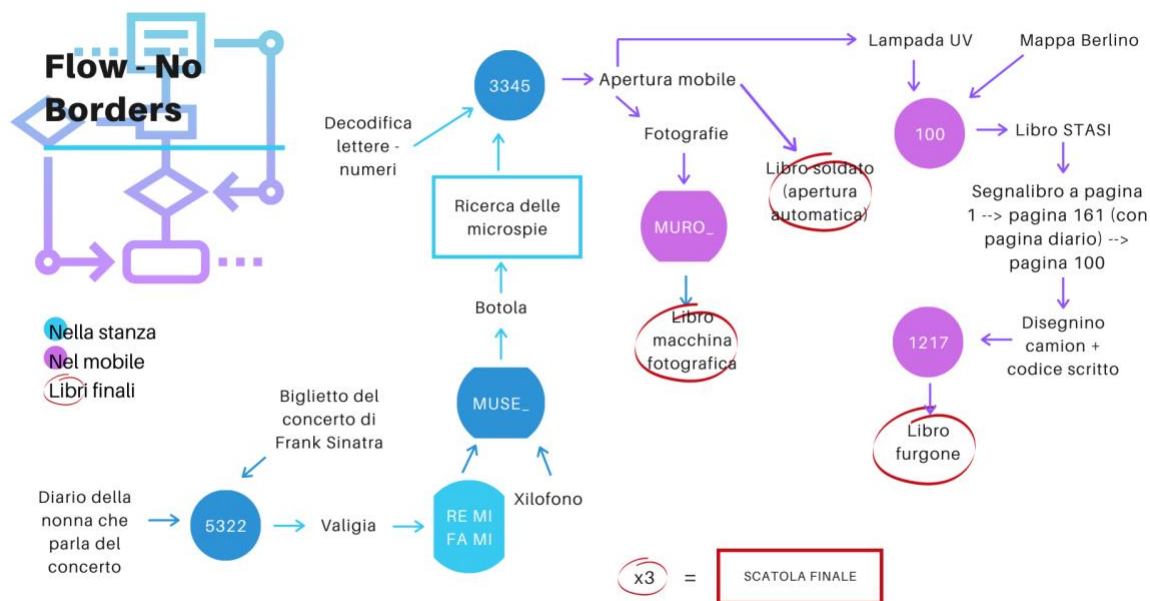 Flow - No
Borders
Nella stanza
Nel mobile
Libri finali
Diario della
nonna che
parla del
concerto
Biglietto del
concerto di
Frank Sinatra
5322
Valigia
RE MI
FA MI
Xilofono
MUSE_
Botola
Ricerca delle
microspie
Decodifica
lettere -
numeri
3345
Apertura mobile
Fotografie
MURO_
Libro
macchina
fotografica
Libro soldato
(apertura
automatica)
Lampada UV
Mappa Berlino
100
Libro STASI
Segnalibro a pagina
1 --> pagina 161 (con
pagina diario) -->
pagina 100
Disegnino
camion +
codice scritto
1217
Libro
furgone
x3 =
SCATOLA FINALE